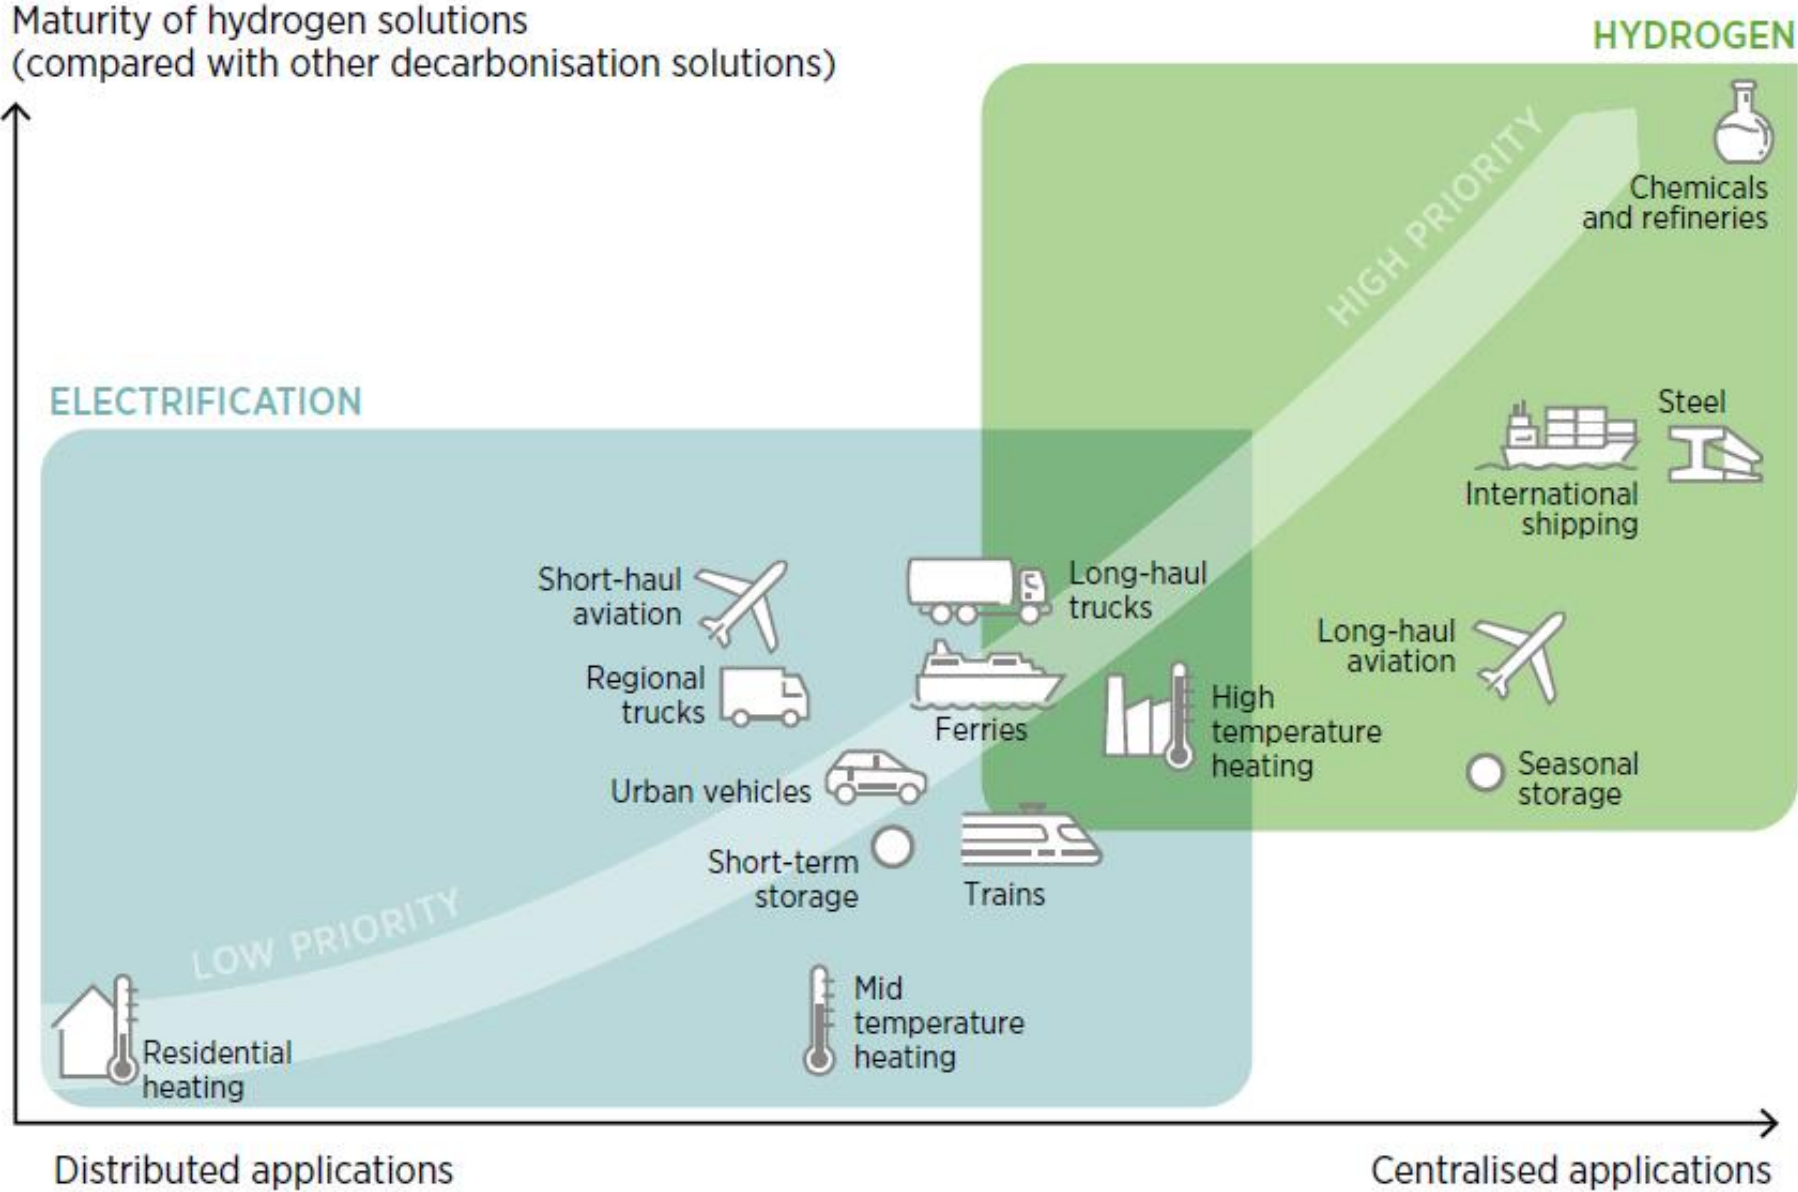 Maturity of hydrogen solutions
(compared with other decarbonisation solutions)
HYDROGEN
HIGH PRIORITY
Chemicals
and refineries
ELECTRIFICATION
Steel
International
shipping
Short-haul
aviation
Long-haul
trucks
Long-haul
aviation
Regional
trucks
Ferries
High
temperature
heating
Urban vehicles
Seasonal
storage
Short-term
storage
Trains
LOW PRIORITY
Mid
temperature
heating
Residential
heating
Distributed applications
Centralised applications